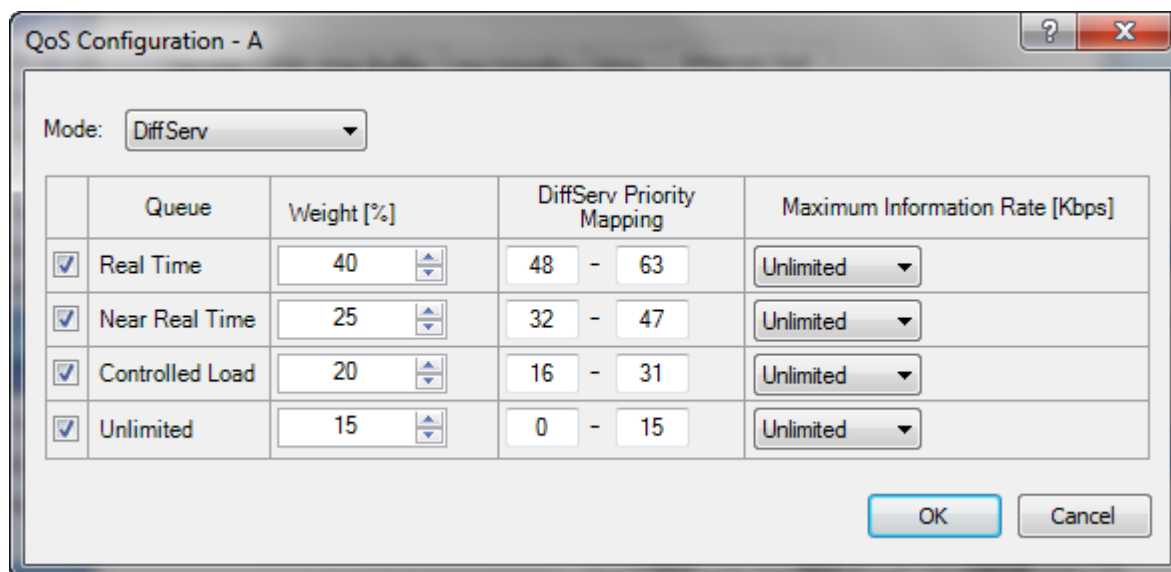 QoS Configuration - A
Mode: DiffServ
Queue Weight [%] DiffServ Priority Mapping Maximum Information Rate [Kbps]
Real Time 40 48 - 63 Unlimited
Near Real Time 25 32 - 47 Unlimited
Controlled Load 20 16 - 31 Unlimited
Unlimited 15 0 - 15 Unlimited
OK Cancel